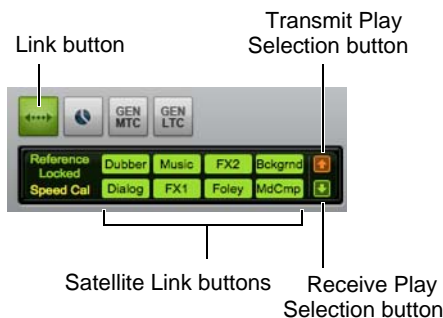 Transmit Play
Selection button
Link button
GEN
MTC
GEN
LTC
Reference
Locked
Dubber Music FX2 Bckgrnd
Speed Cal
Dialog FX1 Foley MdCmp
Satellite Link buttons
Receive Play
Selection button